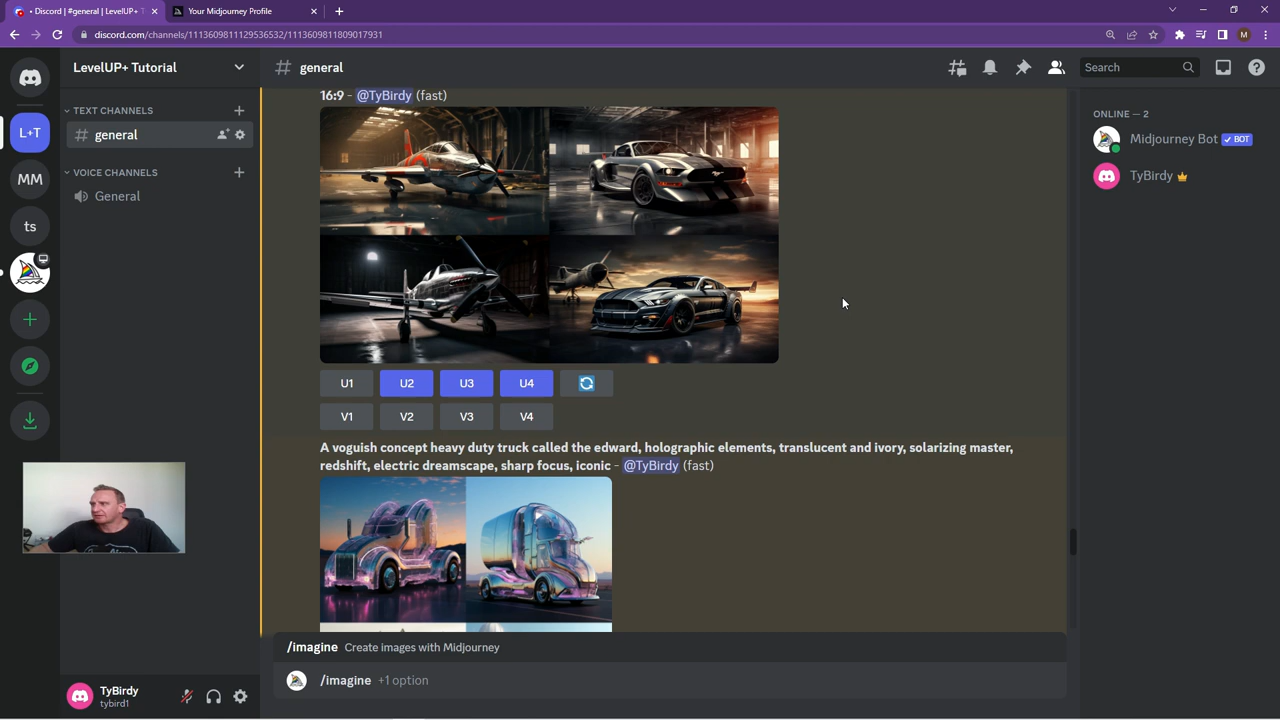 • Discord | #general | LevelUP+ T
Your Midjourney Profile
discord.com/channels/1113609811129536532/1113609811809017931
M
LevelUP+ Tutorial
general
Search
TEXT CHANNELS
general
VOICE CHANNELS
General
L+T
MM
ts
16:9 - @TyBirdy (fast)
U1 U2 U3 U4
V1 V2 V3 V4
A voguish concept heavy duty truck called the edward, holographic elements, translucent and ivory, solarizing master,
redshift, electric dreamscape, sharp focus, iconic - @TyBirdy (fast)
/imagine Create images with Midjourney
/imagine +1 option
ONLINE — 2
Midjourney Bot ✓ BOT
TyBirdy
TyBirdy
tybird1